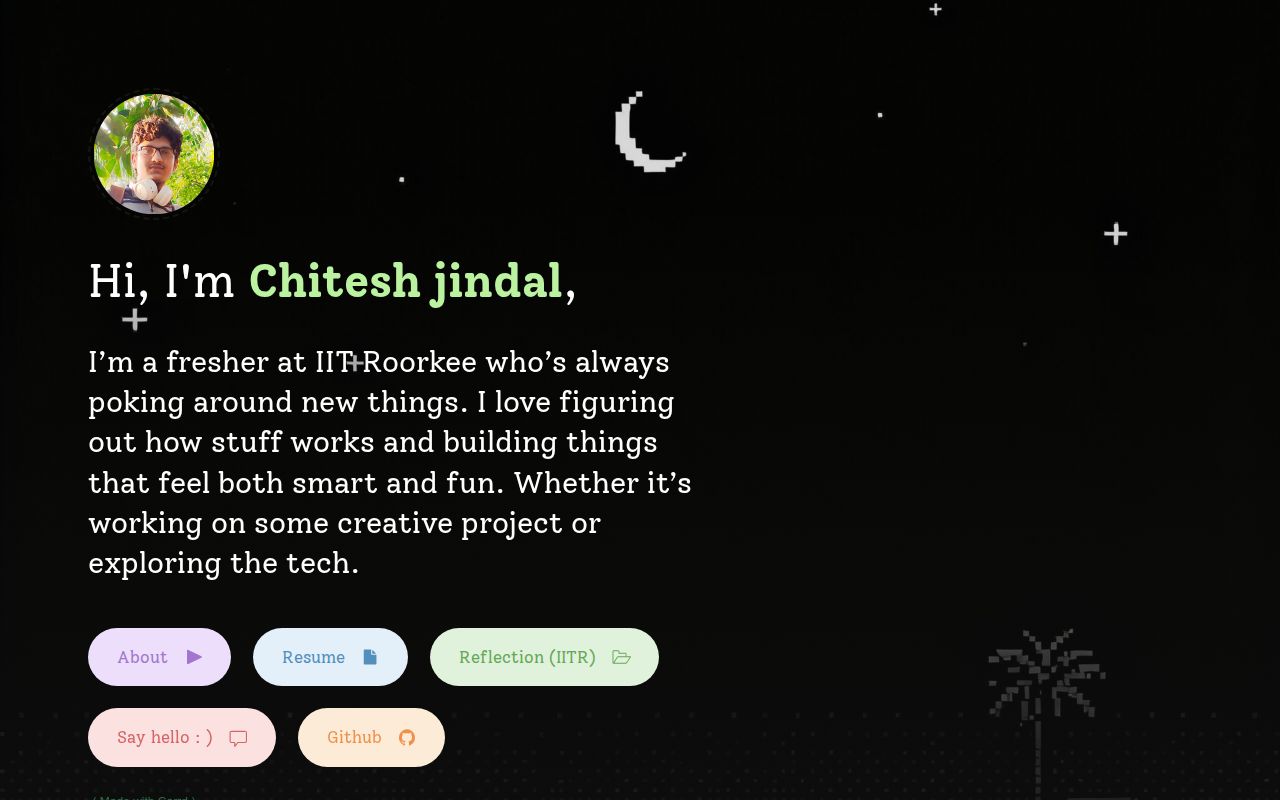 Hi, I'm Chitesh jindal,
I’m a fresher at IIT Roorkee who’s always
poking around new things. I love figuring
out how stuff works and building things
that feel both smart and fun. Whether it’s
working on some creative project or
exploring the tech.
About
Resume
Reflection (IITR)
Say hello : )
Github
( Made with Carrd )